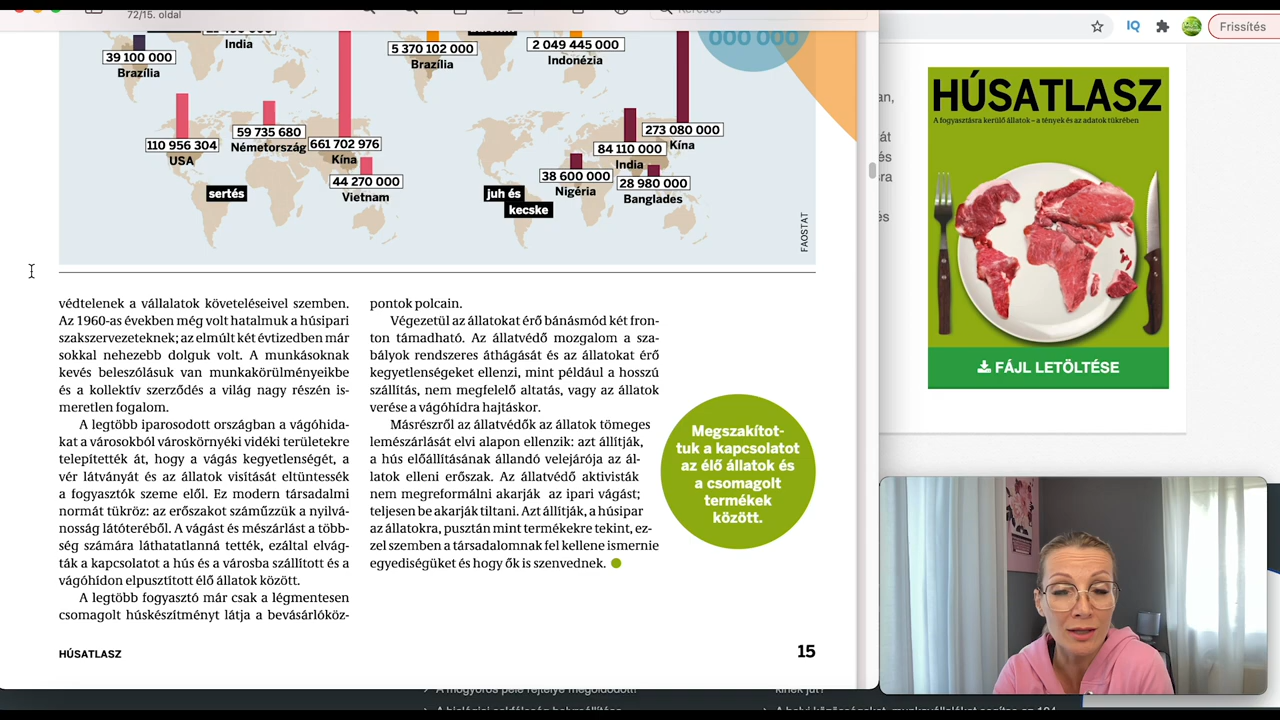 72/15. oldal
Keresés
India
39 100 000
Brazília
5 370 102 000
Brazília
2 049 445 000
Indonézia
000 000
110 956 304
USA
59 735 680
Németország
661 702 976
Kína
44 270 000
Vietnam
sertés
273 080 000
Kína
84 110 000
India
38 600 000
Nigéria
28 980 000
Banglades
juh és
kecske
FAOSTAT
védtelenek a vállalatok követeléseivel szemben.
Az 1960-as években még volt hatalmuk a húsipari
szakszervezeteknek; az elmúlt két évtizedben már
sokkal nehezebb dolguk volt. A munkásoknak
kevés beleszólásuk van munkakörülményeikbe
és a kollektív szerződés a világ nagy részén is-
meretlen fogalom.
A legtöbb iparosodott országban a vágóhida-
kat a városokból városkörnyéki vidéki területekre
telepítették át, hogy a vágás kegyetlenségét, a
vér látványát és az állatok visítását eltüntessék
a fogyasztók szeme elől. Ez modern társadalmi
normát tükröz: az erőszakot száműzzük a nyilvá-
nosság látóteréből. A vágást és mészárlást a több-
ség számára láthatatlanná tették, ezáltal elvág-
ták a kapcsolatot a hús és a városba szállított és a
vágóhídon elpusztított élő állatok között.
A legtöbb fogyasztó már csak a légmentesen
csomagolt húskészítményt látja a bevásárlóköz-
pontok polcain.
Végezetül az állatokat érő bánásmód két fron-
ton támadható. Az állatvédő mozgalom a sza-
bályok rendszeres áthágását és az állatokat érő
kegyetlenségeket ellenzi, mint például a hosszú
szállítás, nem megfelelő altatás, vagy az állatok
verése a vágóhídra hajtáskor.
Másrészről az állatvédők az állatok tömeges
lemészárlását elvi alapon ellenzik: azt állítják,
a hús előállításának állandó velejárója az ál-
latok elleni erőszak. Az állatvédő aktivisták
nem megreformálni akarják az ipari vágást;
teljesen be akarják tiltani. Azt állítják, a húsipar
az állatokra, pusztán mint termékekre tekint, ez-
zel szemben a társadalomnak fel kellene ismernie
egyediségüket és hogy ők is szenvednek.
Megszakítot-
tuk a kapcsolatot
az élő állatok és
a csomagolt
termékek
között.
HÚSATLASZ
15
IQ
Frissítés
HÚSATLASZ
A fogyasztásra kerülő állatok – a tények és az adatok tükrében
FÁJL LETÖLTÉSE